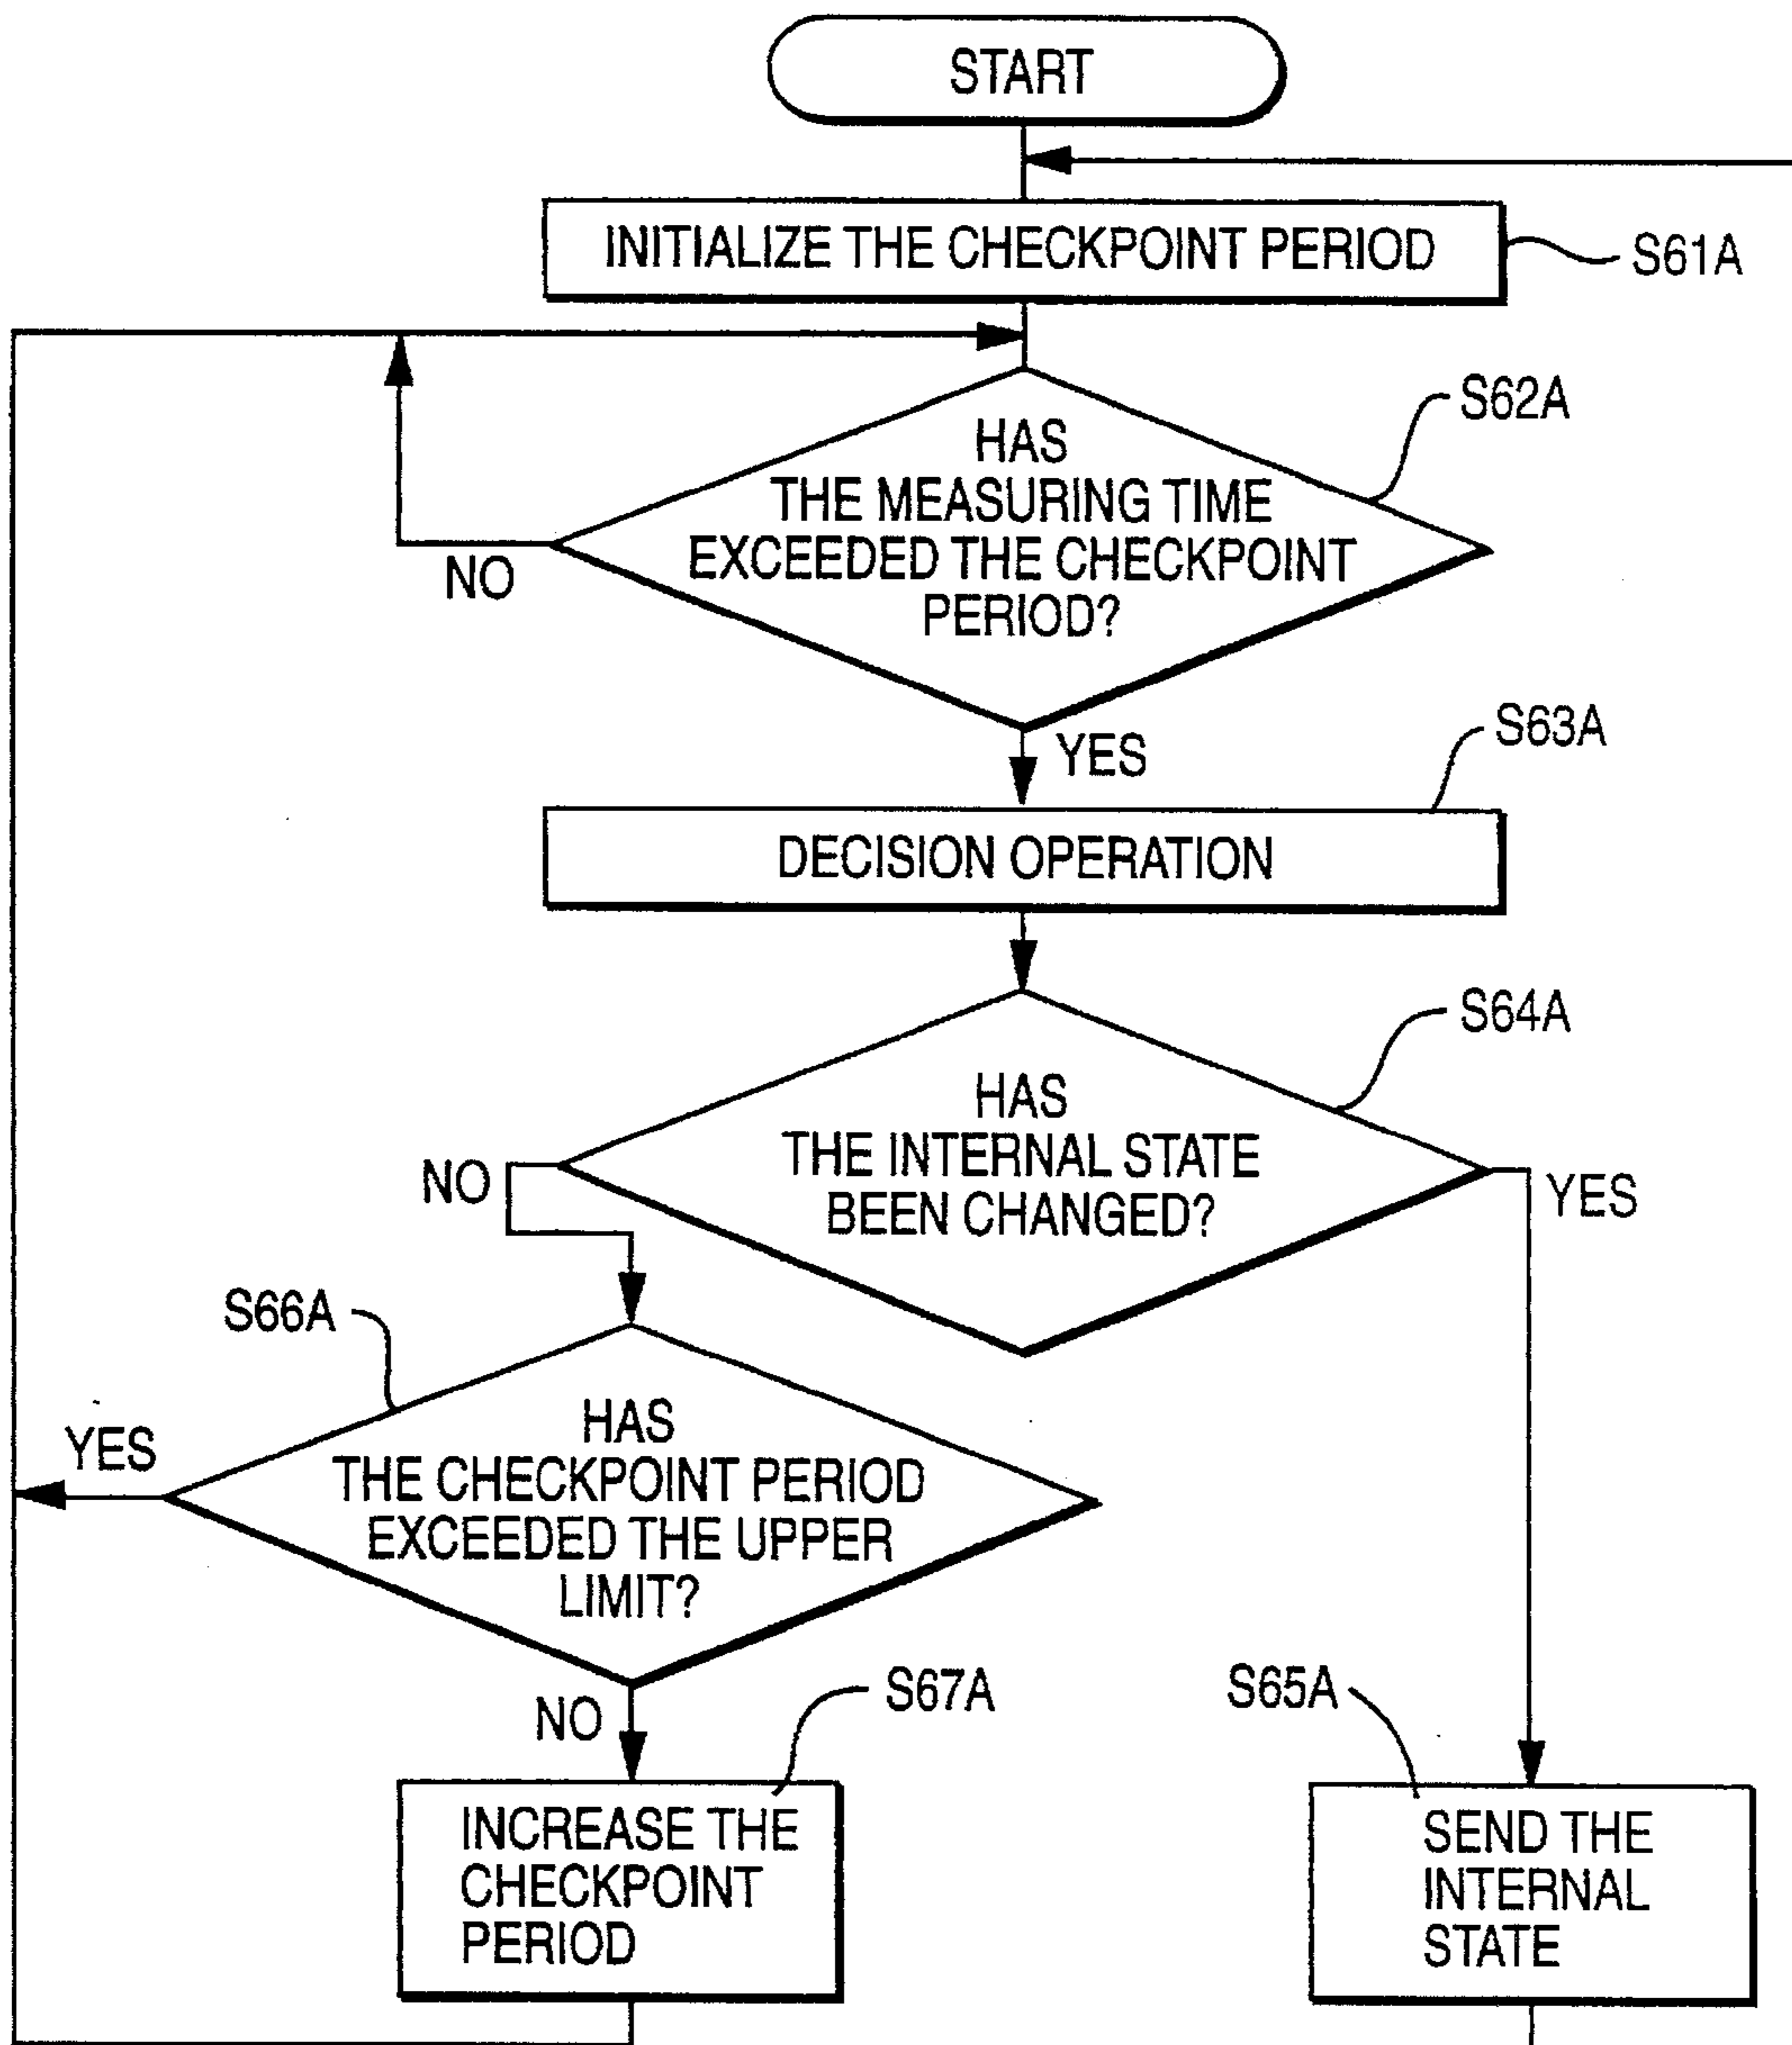 START
INITIALIZE THE CHECKPOINT PERIOD
S61A
S62A
HAS
THE MEASURING TIME
EXCEEDED THE CHECKPOINT
PERIOD?
NO
YES
S63A
DECISION OPERATION
S64A
HAS
THE INTERNAL STATE
BEEN CHANGED?
NO
YES
S66A
HAS
THE CHECKPOINT PERIOD
EXCEEDED THE UPPER
LIMIT?
YES
NO
S67A
S65A
INCREASE THE
CHECKPOINT
PERIOD
SEND THE
INTERNAL
STATE